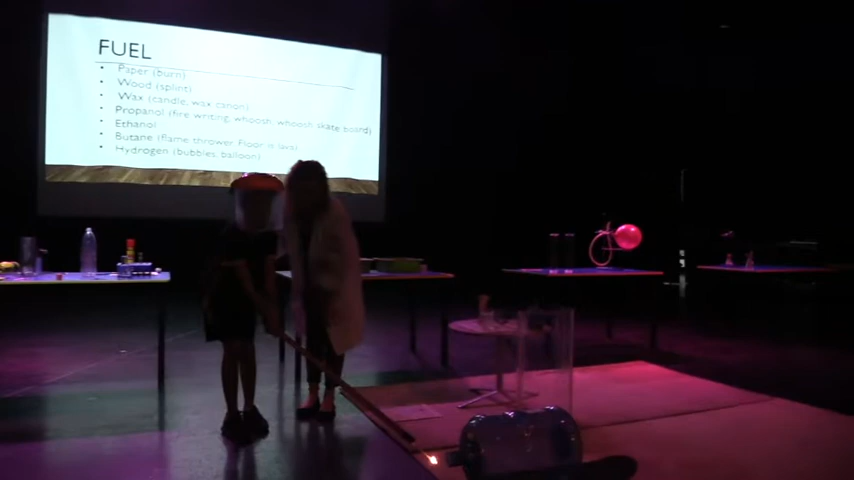 FUEL
• Paper (burn)
• Wood (splint)
• Wax (candle, wax canon)
• Propanol (fire writing, whoosh, whoosh skate board)
• Ethanol
• Butane (flame thrower Floor is lava)
• Hydrogen (bubbles, balloon)